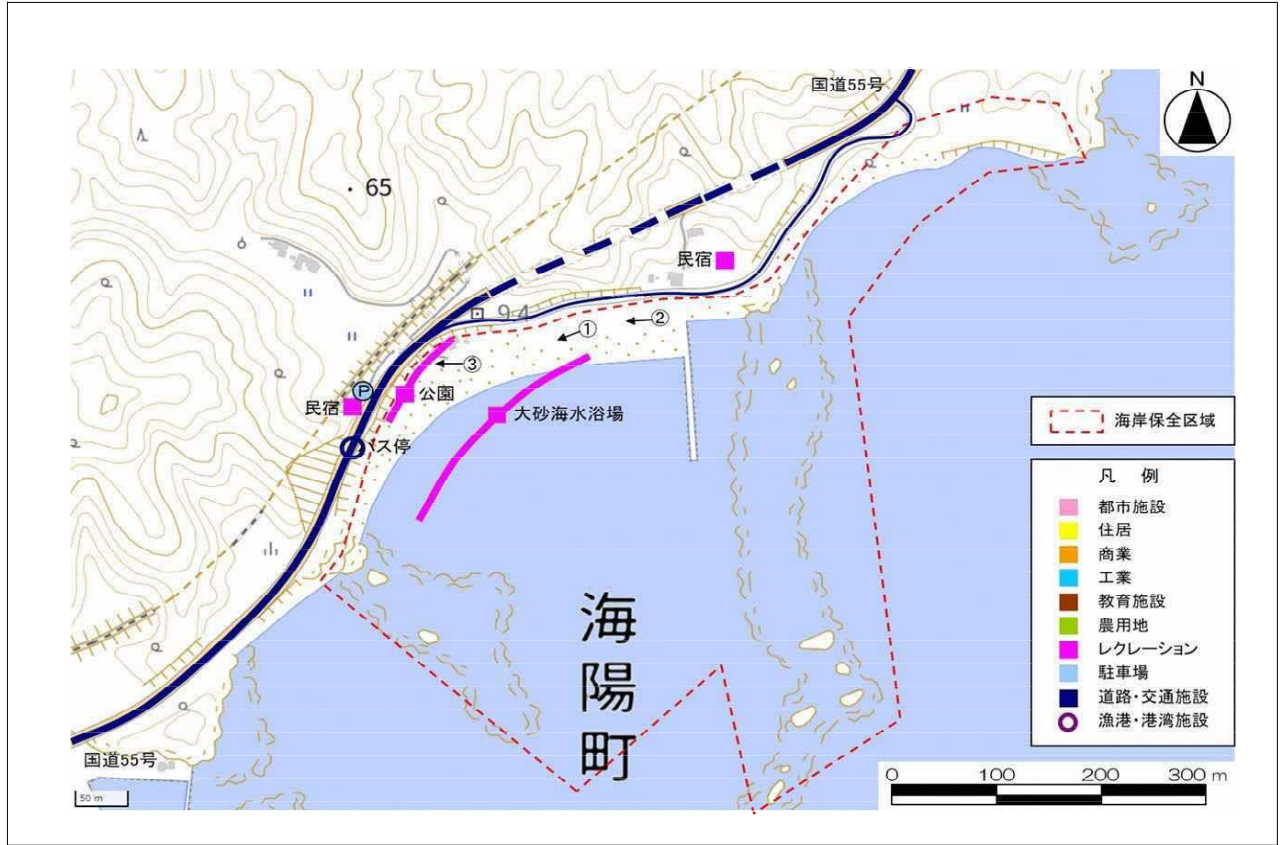 国道55号
N
65
民宿
94
①
②
③
P
公園
民宿
大砂海水浴場
バス停
海岸保全区域
凡 例
都市施設
住居
商業
工業
教育施設
農用地
レクレーション
駐車場
道路・交通施設
漁港・港湾施設
海陽町
国道55号
50 m
0 100 200 300 m